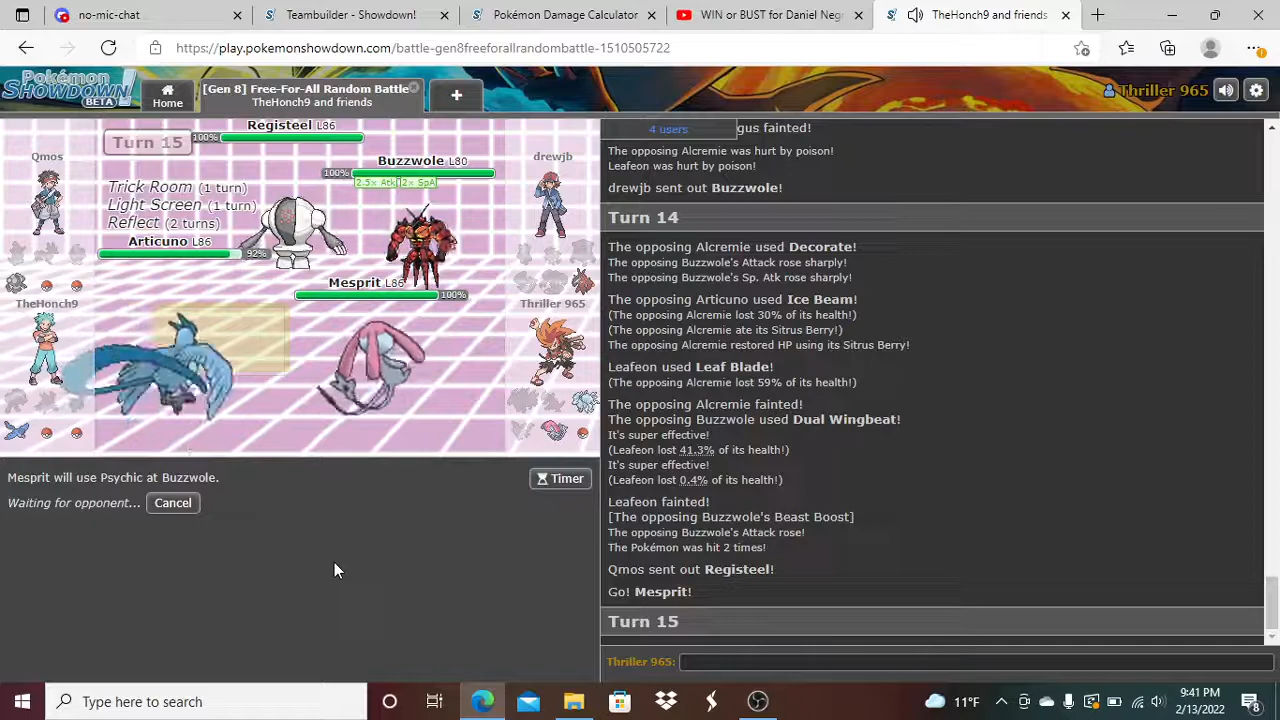 no-mic-chat
Teambuilder - Showdown!
Pokémon Damage Calculator
WIN or BUST for Daniel Neg
TheHonch9 and friends
https://play.pokemonshowdown.com/battle-gen8freeforallrandombattle-1510505722
Pokémon
SHOWDOWN
BETA
Home
[Gen 8] Free-For-All Random Battle
TheHonch9 and friends
Thriller 965
Registeel L86
Turn 15
100%
Qmos
Buzzwole L80
drewjb
100%
2.5× Atk 2× SpA
Trick Room (1 turn)
Light Screen (1 turn)
Reflect (2 turns)
Articuno L86
92%
Mesprit L86
100%
TheHonch9
Thriller 965
Mesprit will use Psychic at Buzzwole.
Timer
Waiting for opponent...
Cancel
4 users
gus fainted!
The opposing Alcremie was hurt by poison!
Leafeon was hurt by poison!
drewjb sent out Buzzwole!
Turn 14
The opposing Alcremie used Decorate!
The opposing Buzzwole's Attack rose sharply!
The opposing Buzzwole's Sp. Atk rose sharply!
The opposing Articuno used Ice Beam!
(The opposing Alcremie lost 30% of its health!)
(The opposing Alcremie ate its Sitrus Berry!)
The opposing Alcremie restored HP using its Sitrus Berry!
Leafeon used Leaf Blade!
(The opposing Alcremie lost 59% of its health!)
The opposing Alcremie fainted!
The opposing Buzzwole used Dual Wingbeat!
It's super effective!
(Leafeon lost 41.3% of its health!)
It's super effective!
(Leafeon lost 0.4% of its health!)
Leafeon fainted!
[The opposing Buzzwole's Beast Boost]
The opposing Buzzwole's Attack rose!
The Pokémon was hit 2 times!
Qmos sent out Registeel!
Go! Mesprit!
Turn 15
Thriller 965:
Type here to search
11°F
9:41 PM
2/13/2022
8